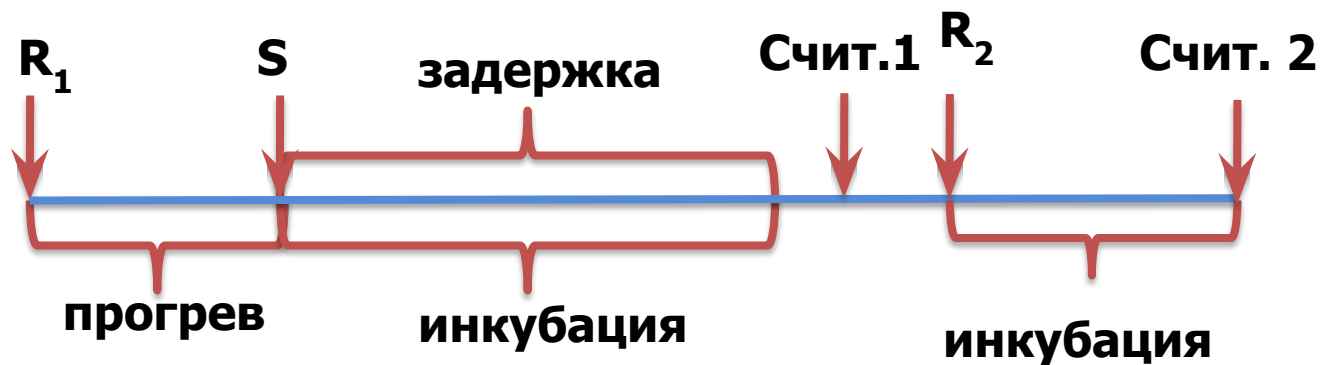 R₁
S
задержка
Счит.1
R₂
Счит. 2
прогрев
инкубация
инкубация